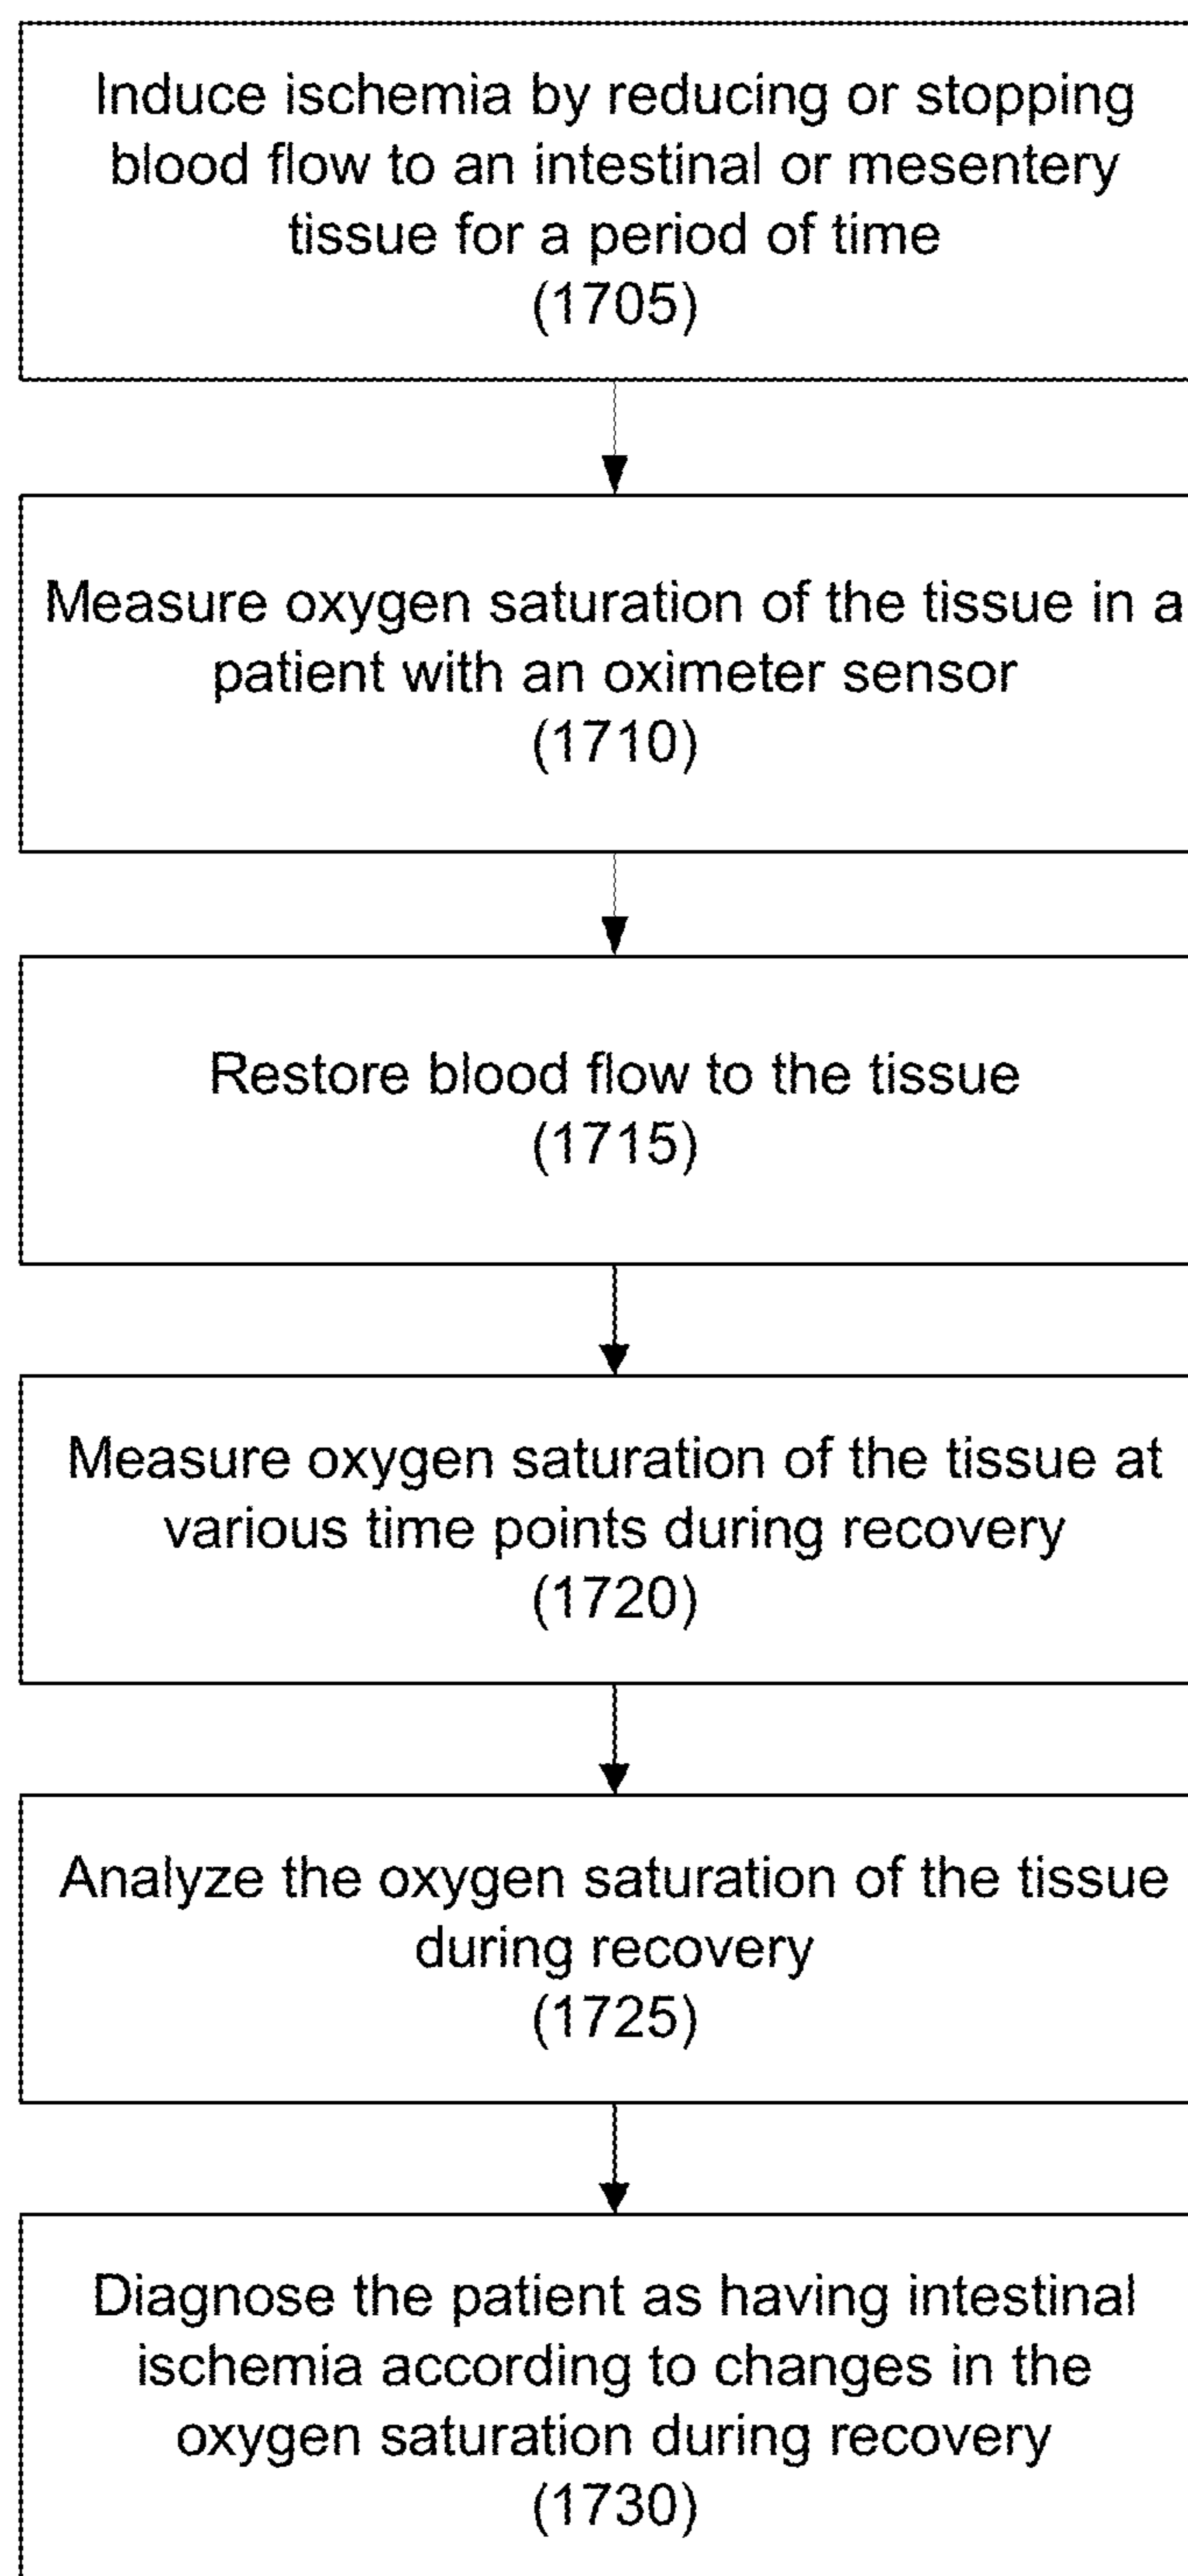 Induce ischemia by reducing or stopping
blood flow to an intestinal or mesentery
tissue for a period of time
(1705)
Measure oxygen saturation of the tissue in a
patient with an oximeter sensor
(1710)
Restore blood flow to the tissue
(1715)
Measure oxygen saturation of the tissue at
various time points during recovery
(1720)
Analyze the oxygen saturation of the tissue
during recovery
(1725)
Diagnose the patient as having intestinal
ischemia according to changes in the
oxygen saturation during recovery
(1730)